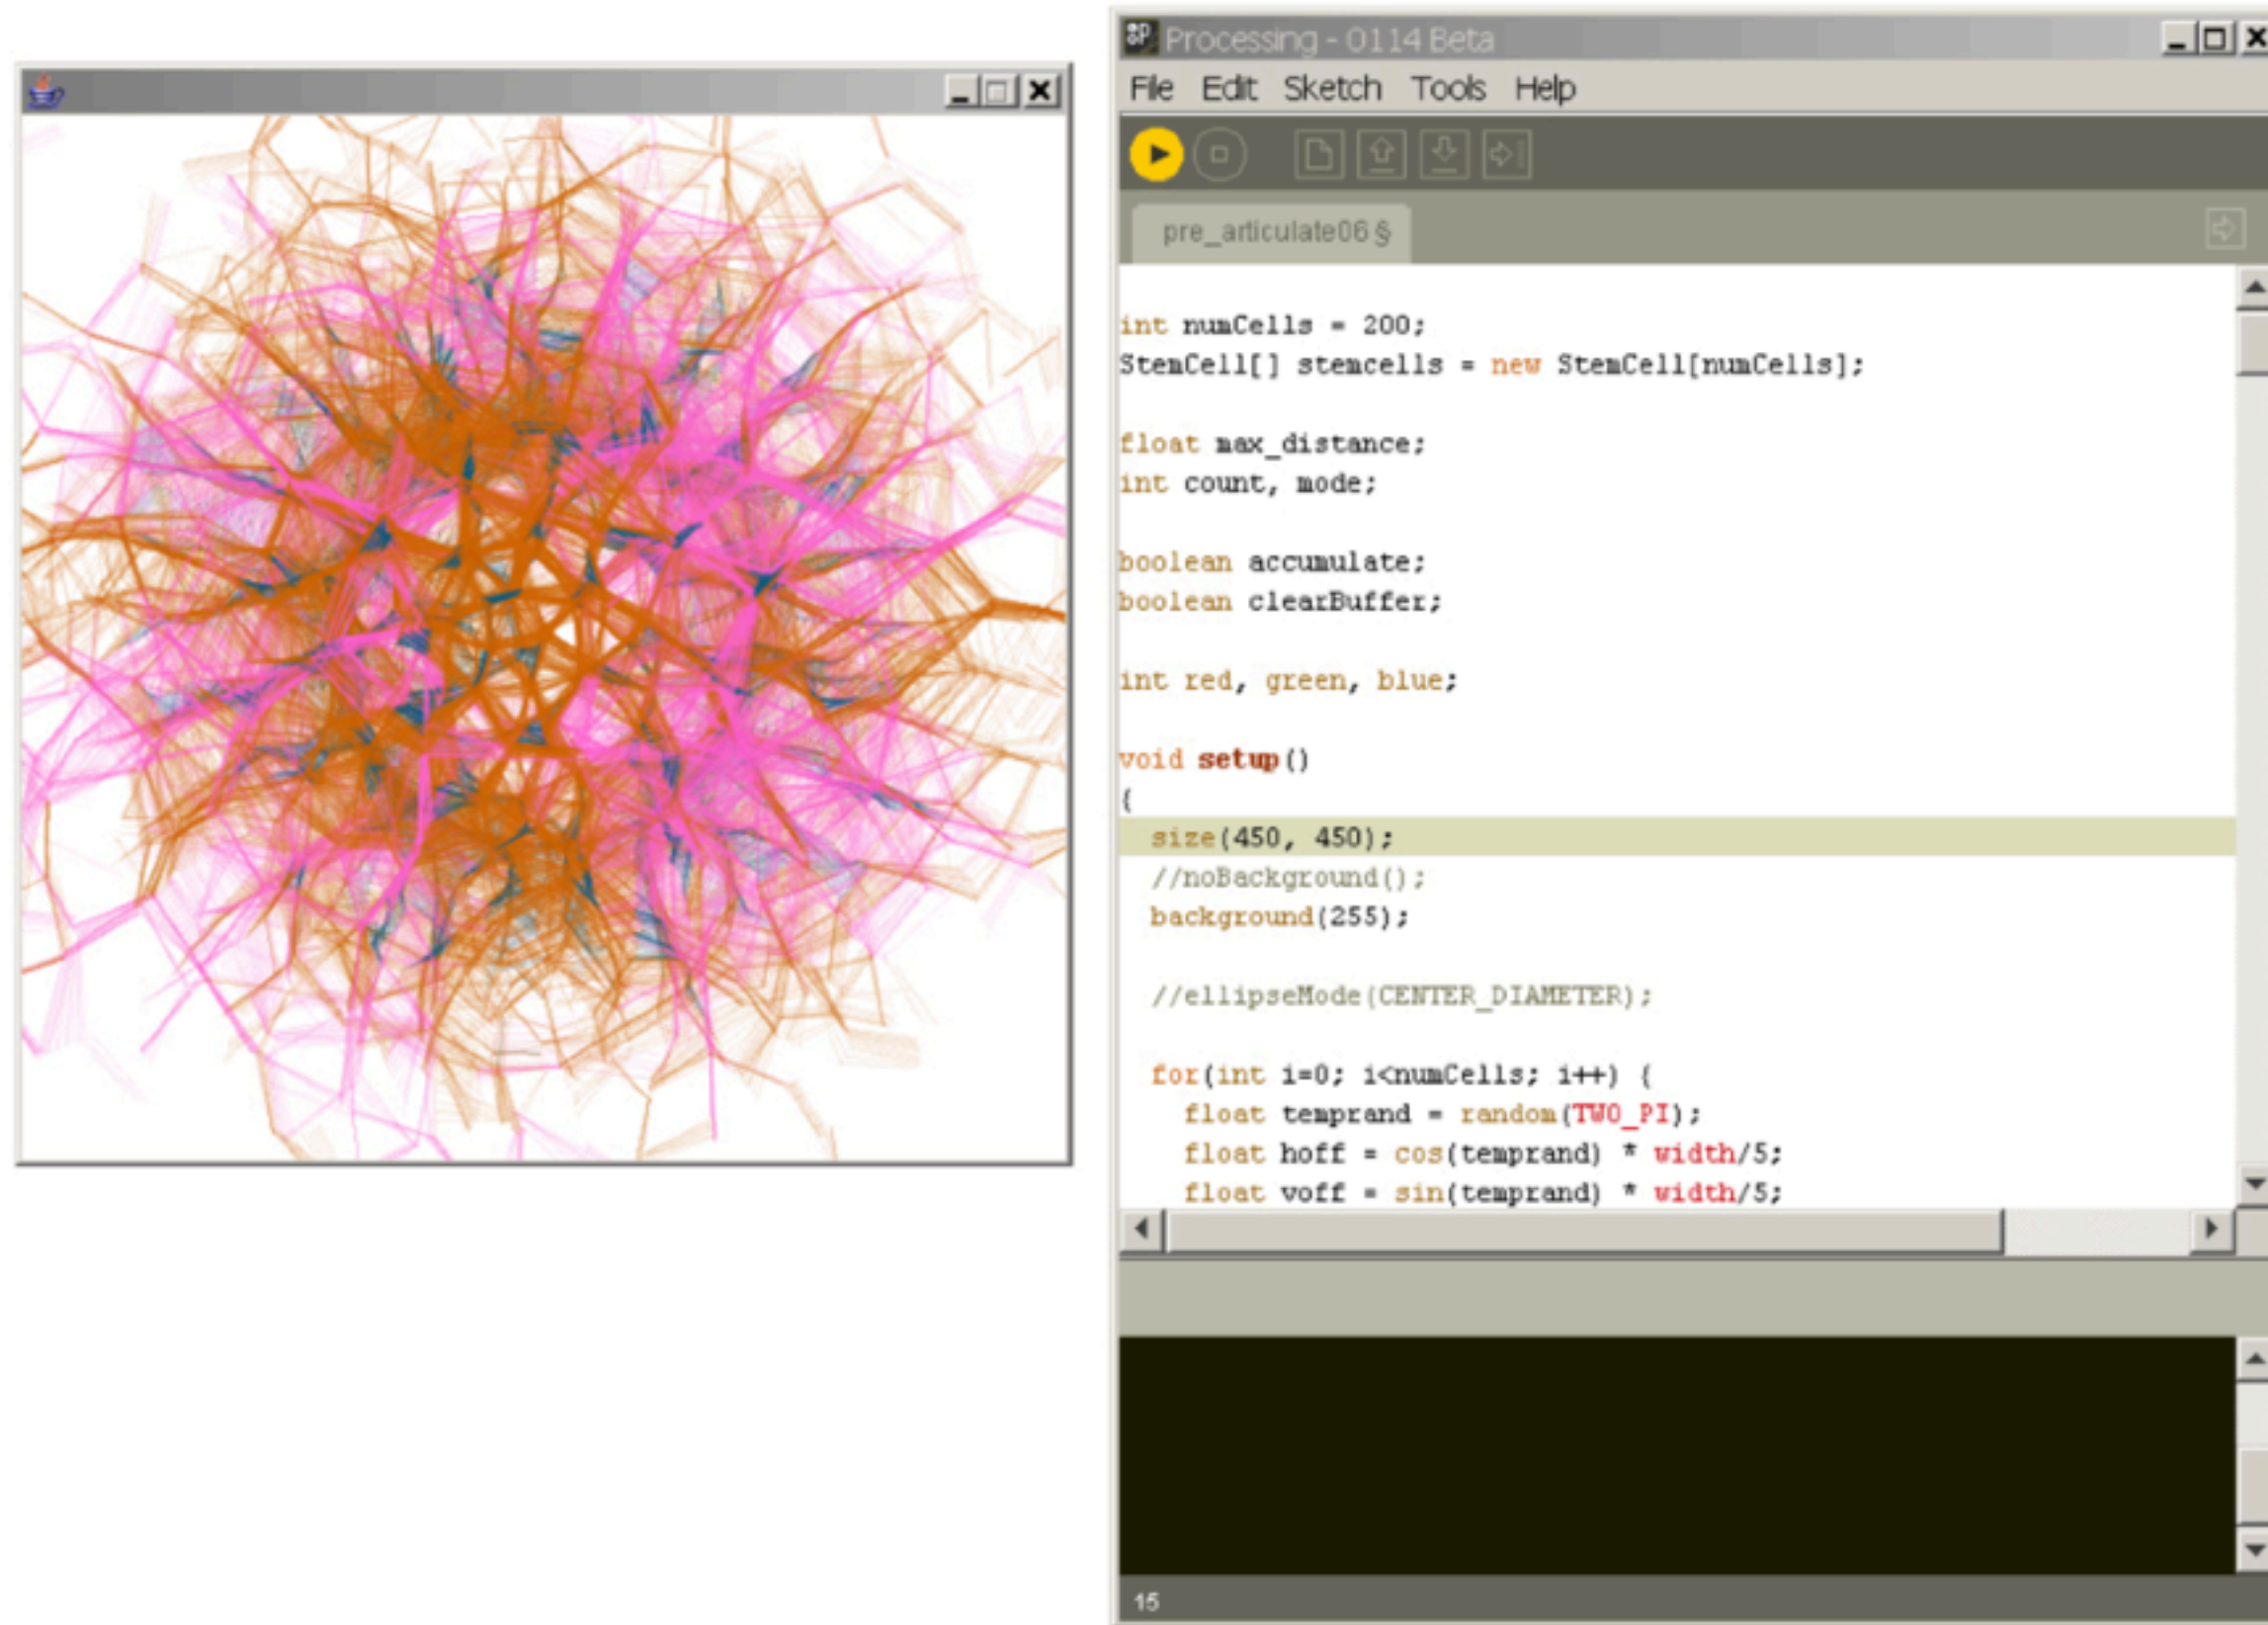 Processing - 0114 Beta
File Edit Sketch Tools Help
pre_articulate06 §
int numCells = 200;
StemCell[] stemcells = new StemCell[numCells];
float max_distance;
int count, mode;
boolean accumulate;
boolean clearBuffer;
int red, green, blue;
void setup()
{
  size(450, 450);
  //noBackground();
  background(255);
  //ellipseMode(CENTER_DIAMETER);
  for(int i=0; i<numCells; i++) {
    float temprand = random(TWO_PI);
    float hoff = cos(temprand) * width/5;
    float voff = sin(temprand) * width/5;
15